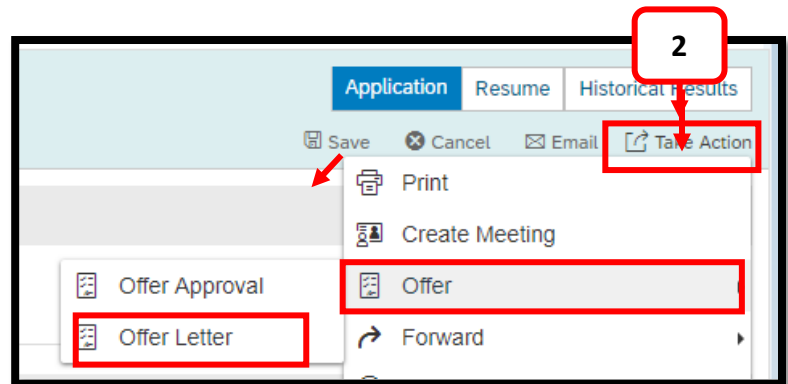 2
Application Resume Historical Results
Save Cancel Email Take Action
Print
Create Meeting
Offer Approval Offer
Offer Letter Forward